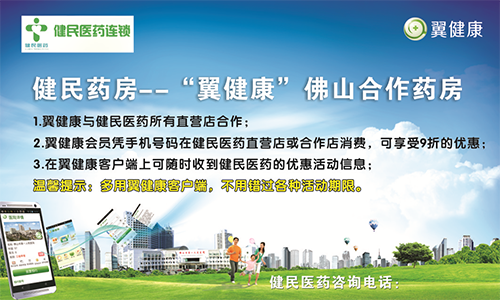 健民医药
健民医药连锁
翼健康
健民药房--“翼健康”佛山合作药房
1.翼健康与健民医药所有直营店合作；
2.翼健康会员凭手机号码在健民医药直营店或合作店消费，可享受9折的优惠；
3.在翼健康客户端上可随时收到健民医药的优惠活动信息；
温馨提示：多用翼健康客户端，不用错过各种活动期限。
健民医药咨询电话：